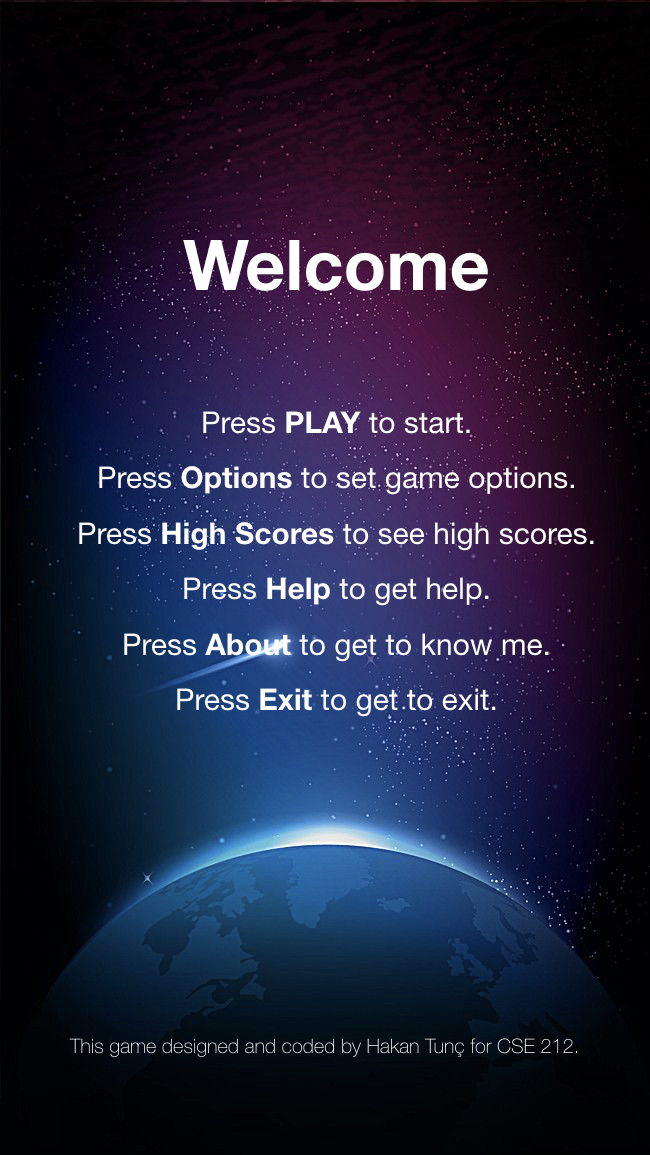 Welcome
Press PLAY to start.
Press Options to set game options.
Press High Scores to see high scores.
Press Help to get help.
Press About to get to know me.
Press Exit to get to exit.
This game designed and coded by Hakan Tunç for CSE 212.